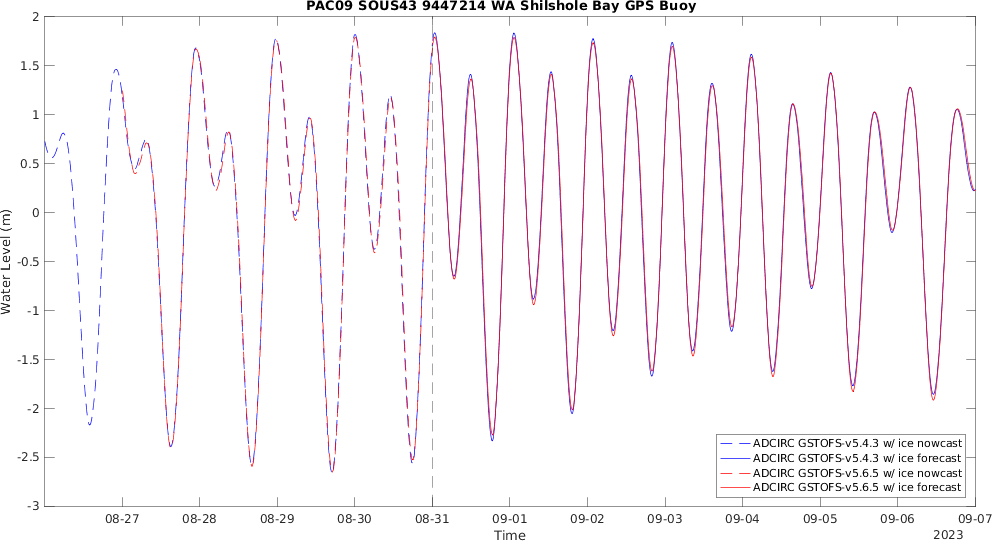 PAC09 SOUS43 9447214 WA Shilshole Bay GPS Buoy
2
1.5
1
0.5
0
-0.5
-1
-1.5
-2
-2.5
-3
Water Level (m)
ADCIRC GSTOFS-v5.4.3 w/ ice nowcast
ADCIRC GSTOFS-v5.4.3 w/ ice forecast
ADCIRC GSTOFS-v5.6.5 w/ ice nowcast
ADCIRC GSTOFS-v5.6.5 w/ ice forecast
08-27 08-28 08-29 08-30 08-31 09-01 09-02 09-03 09-04 09-05 09-06 09-07
Time
2023